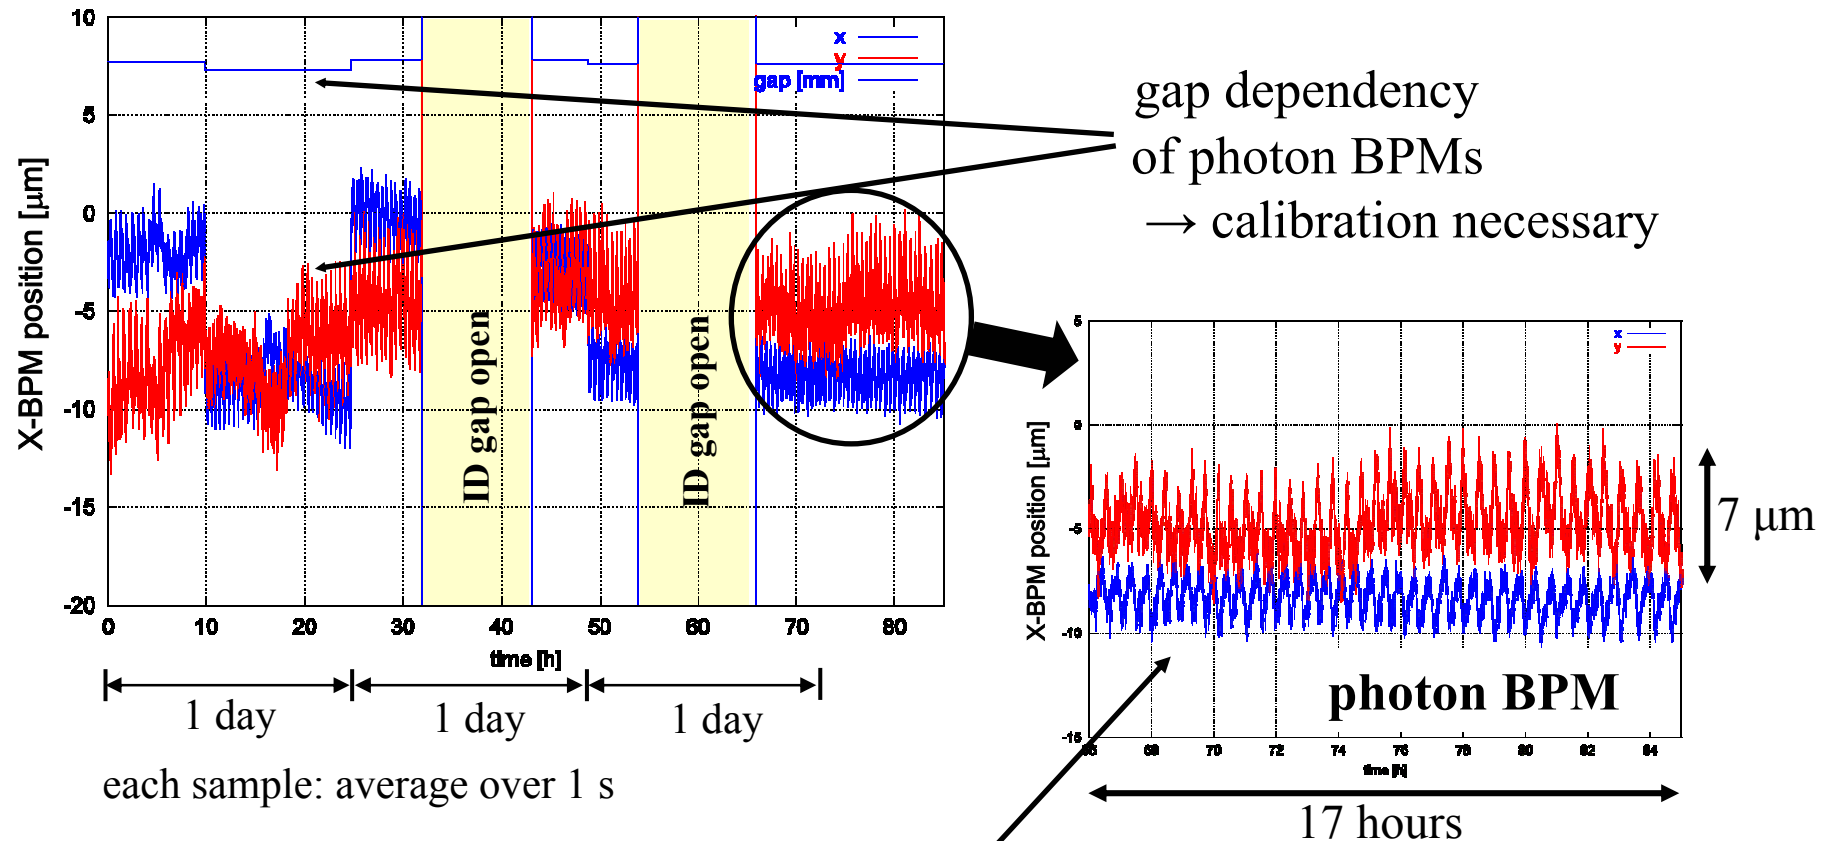 10
5
0
-5
-10
-15
-20
X-BPM position [μm]
x
y
gap [mm]
ID gap open
ID gap open
0 10 20 30 40 50 60 70 80
time [h]
1 day 1 day 1 day
each sample: average over 1 s
gap dependency
of photon BPMs
→ calibration necessary
5
0
-5
-10
-15
X-BPM position [μm]
x
y
7 μm
photon BPM
66 68 70 72 74 76 78 80 82 84
time [h]
17 hours